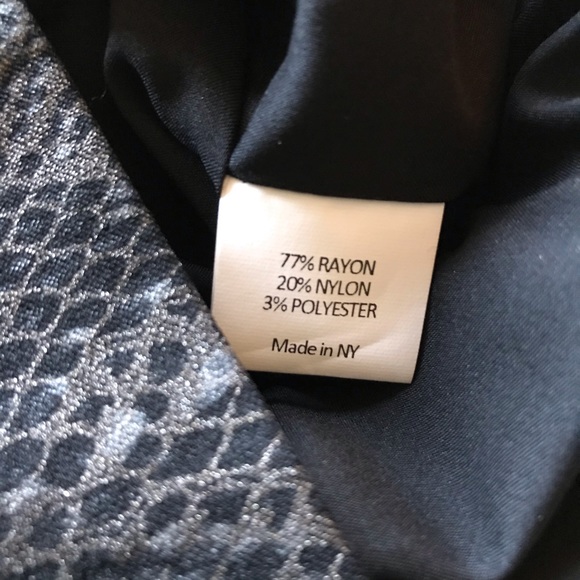 77% RAYON
20% NYLON
3% POLYESTER
Made in NY